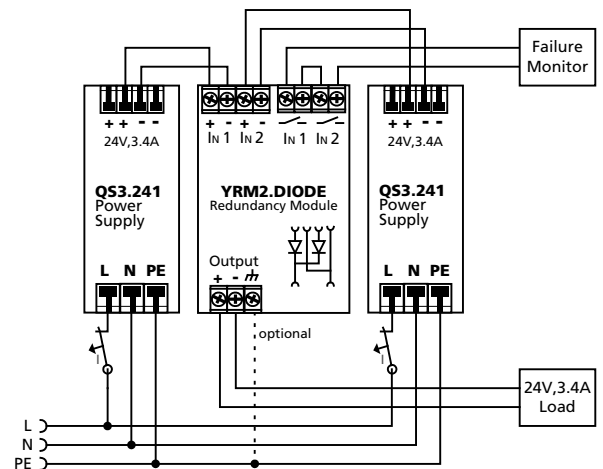 Failure
Monitor
+ + - -
24V,3.4A
+ - + -
IN 1 IN 2
IN 1 IN 2
+ + - -
24V,3.4A
QS3.241
Power
Supply
L N PE
YRM2.DIODE
Redundancy Module
Output
+ -
optional
QS3.241
Power
Supply
L N PE
I
I
24V,3.4A
Load
L
N
PE